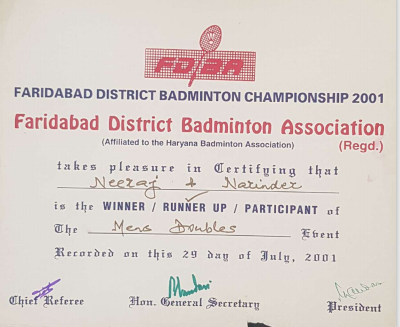 FDBA
FARIDABAD DISTRICT BADMINTON CHAMPIONSHIP 2001
Faridabad District Badminton Association
(Affiliated to the Haryana Badminton Association) (Regd.)
takes pleasure in Certifying that
Neeraj & Narinder
is the WINNER / RUNNER UP / PARTICIPANT of
The Mens Doubles Event
Recorded on this 29 day of July, 2001
Chief Referee Hon. General Secretary President